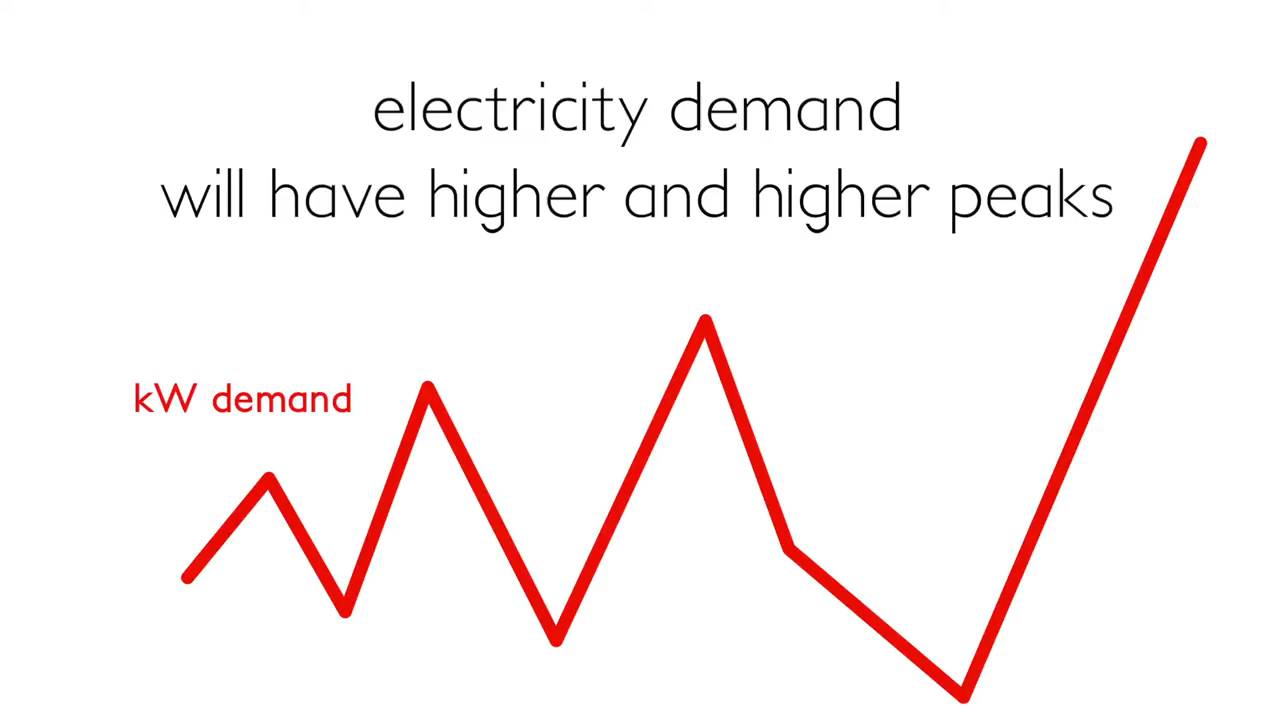 electricity demand
will have higher and higher peaks
kW demand